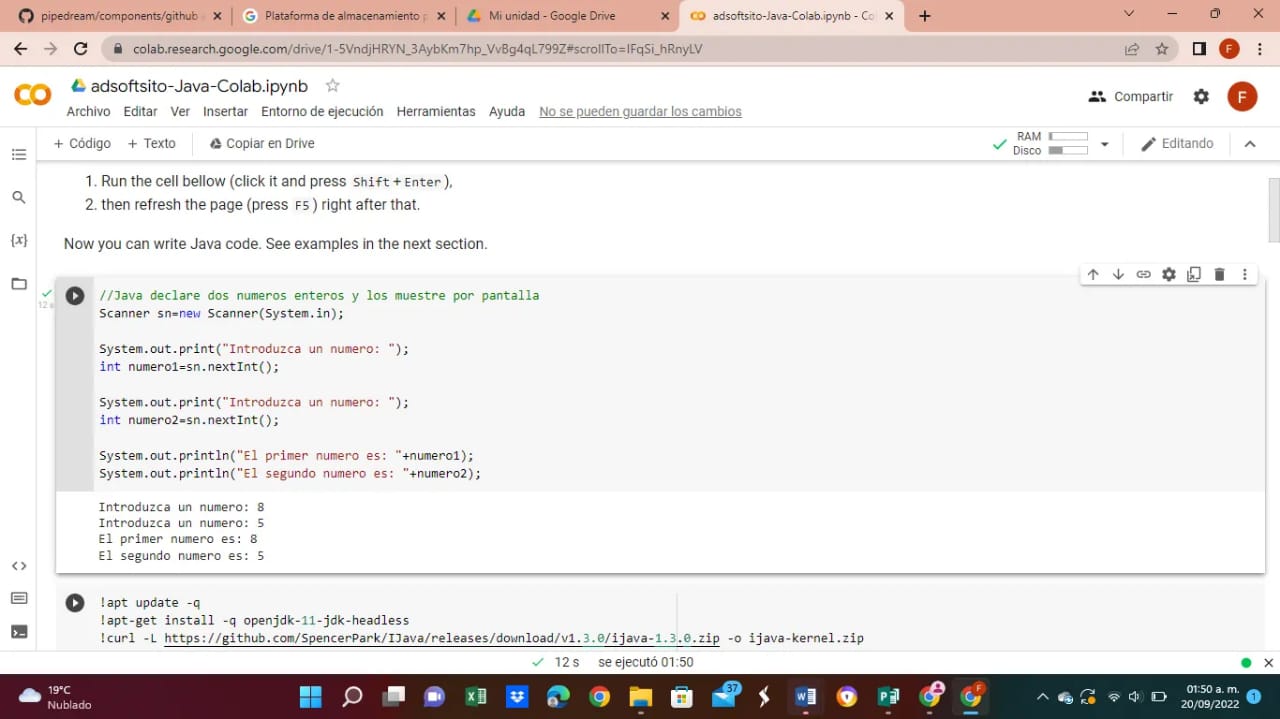 pipedream/components/github
Plataforma de almacenamiento p
Mi unidad - Google Drive
adsoftsito-Java-Colab.ipynb - Co
colab.research.google.com/drive/1-5VndjHRYN_3AybKm7hp_Vv8g4qL799Z#scrollTo=IFqSi_hRnyLV
F
CO
adsoftsito-Java-Colab.ipynb
Compartir
F
Archivo Editar Ver Insertar Entorno de ejecución Herramientas Ayuda No se pueden guardar los cambios
+ Código + Texto Copiar en Drive
RAM
Disco
Editando
1. Run the cell bellow (click it and press Shift + Enter ),
2. then refresh the page (press F5 ) right after that.
{x}
Now you can write Java code. See examples in the next section.
12 s
//Java declare dos numeros enteros y los muestre por pantalla
Scanner sn=new Scanner(System.in);
System.out.print("Introduzca un numero: ");
int numero1=sn.nextInt();
System.out.print("Introduzca un numero: ");
int numero2=sn.nextInt();
System.out.println("El primer numero es: "+numero1);
System.out.println("El segundo numero es: "+numero2);
Introduzca un numero: 8
Introduzca un numero: 5
El primer numero es: 8
El segundo numero es: 5
!apt update -q
!apt-get install -q openjdk-11-jdk-headless
!curl -L https://github.com/SpencerPark/IJava/releases/download/v1.3.0/ijava-1.3.0.zip -o ijava-kernel.zip
12 s se ejecutó 01:50
19°C
Nublado
37
F
01:50 a. m.
20/09/2022
1